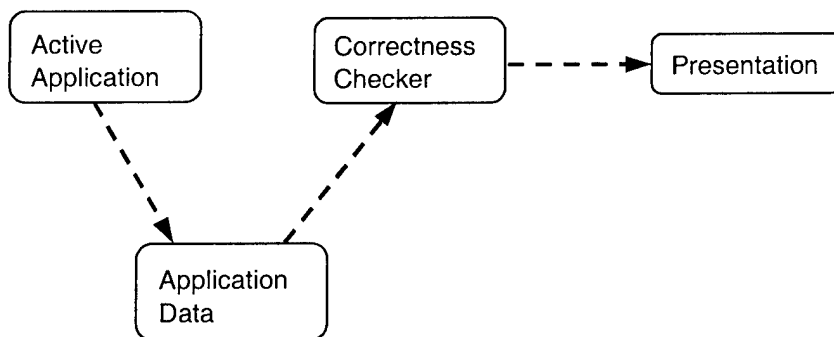 Active
Application
Correctness
Checker
Presentation
Application
Data